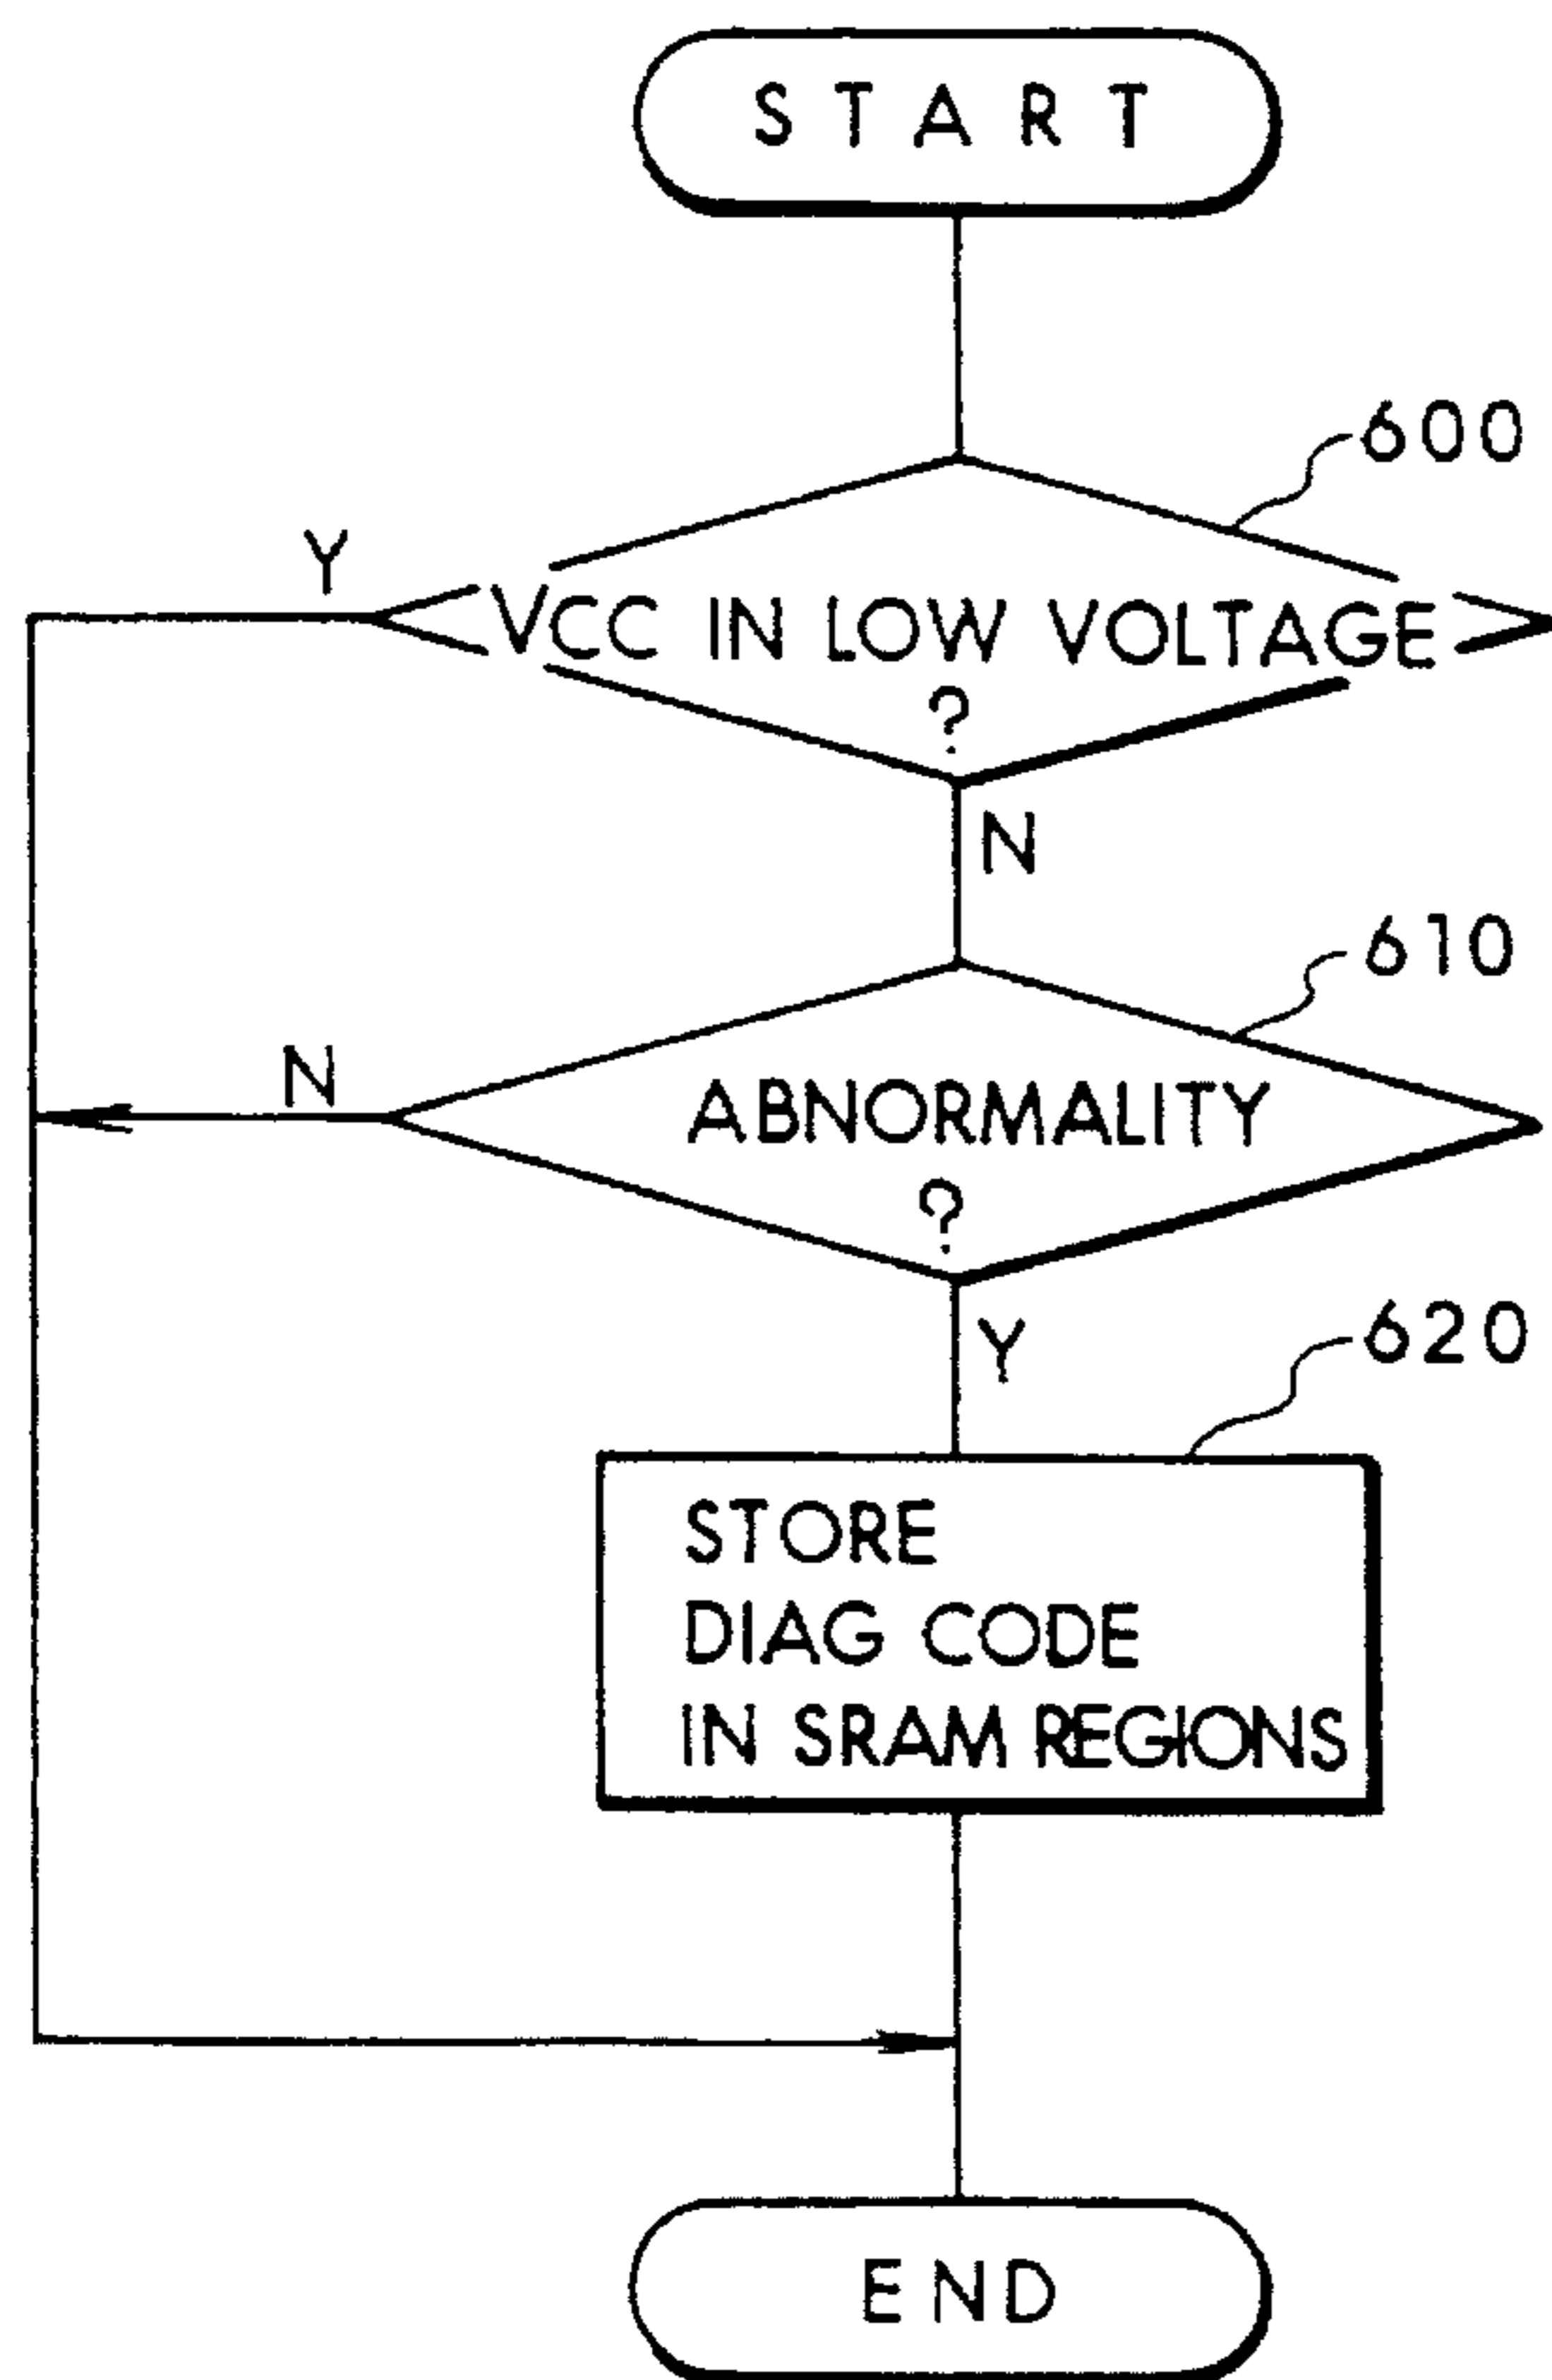 START
600
Y
VCC IN LOW VOLTAGE
?
N
610
N
ABNORMALITY
?
Y
620
STORE
DIAG CODE
IN SRAM REGIONS
END